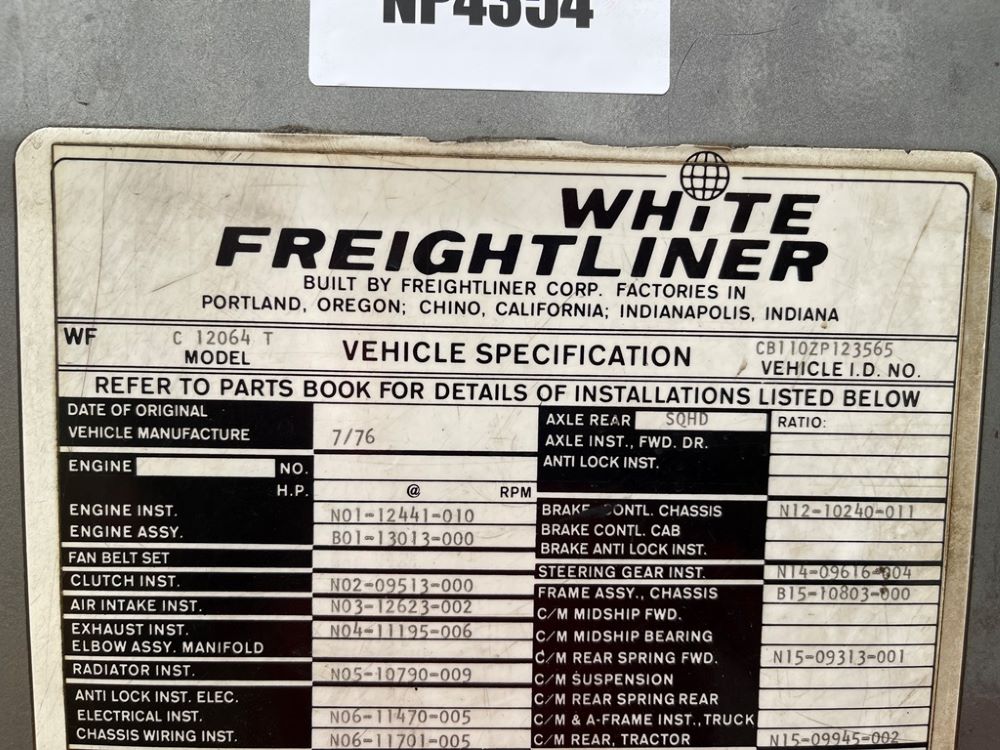 NP4354
WHiTE
FREIGHTLINER
BUILT BY FREIGHTLINER CORP. FACTORIES IN
PORTLAND, OREGON; CHINO, CALIFORNIA; INDIANAPOLIS, INDIANA
WF C 12064 T
MODEL
VEHICLE SPECIFICATION
CB110ZP123565
VEHICLE I.D. NO.
REFER TO PARTS BOOK FOR DETAILS OF INSTALLATIONS LISTED BELOW
DATE OF ORIGINAL
VEHICLE MANUFACTURE 7/76
ENGINE NO.
H.P. @ RPM
ENGINE INST. N01-12441-010
ENGINE ASSY. B01-13013-000
FAN BELT SET
CLUTCH INST. N02-09513-000
AIR INTAKE INST. N03-12623-002
EXHAUST INST. N04-11195-006
ELBOW ASSY. MANIFOLD
RADIATOR INST. N05-10790-009
ANTI LOCK INST. ELEC.
ELECTRICAL INST. N06-11470-005
CHASSIS WIRING INST. N06-11701-005
AXLE REAR SQHD RATIO:
AXLE INST., FWD. DR.
ANTI LOCK INST.
BRAKE CONTL. CHASSIS N12-10240-011
BRAKE CONTL. CAB
BRAKE ANTI LOCK INST.
STEERING GEAR INST. N14-09616-004
FRAME ASSY., CHASSIS B15-10803-000
C/M MIDSHIP FWD.
C/M MIDSHIP BEARING
C/M REAR SPRING FWD. N15-09313-001
C/M SUSPENSION
C/M REAR SPRING REAR
C/M & A-FRAME INST., TRUCK
C/M REAR, TRACTOR N15-09945-002